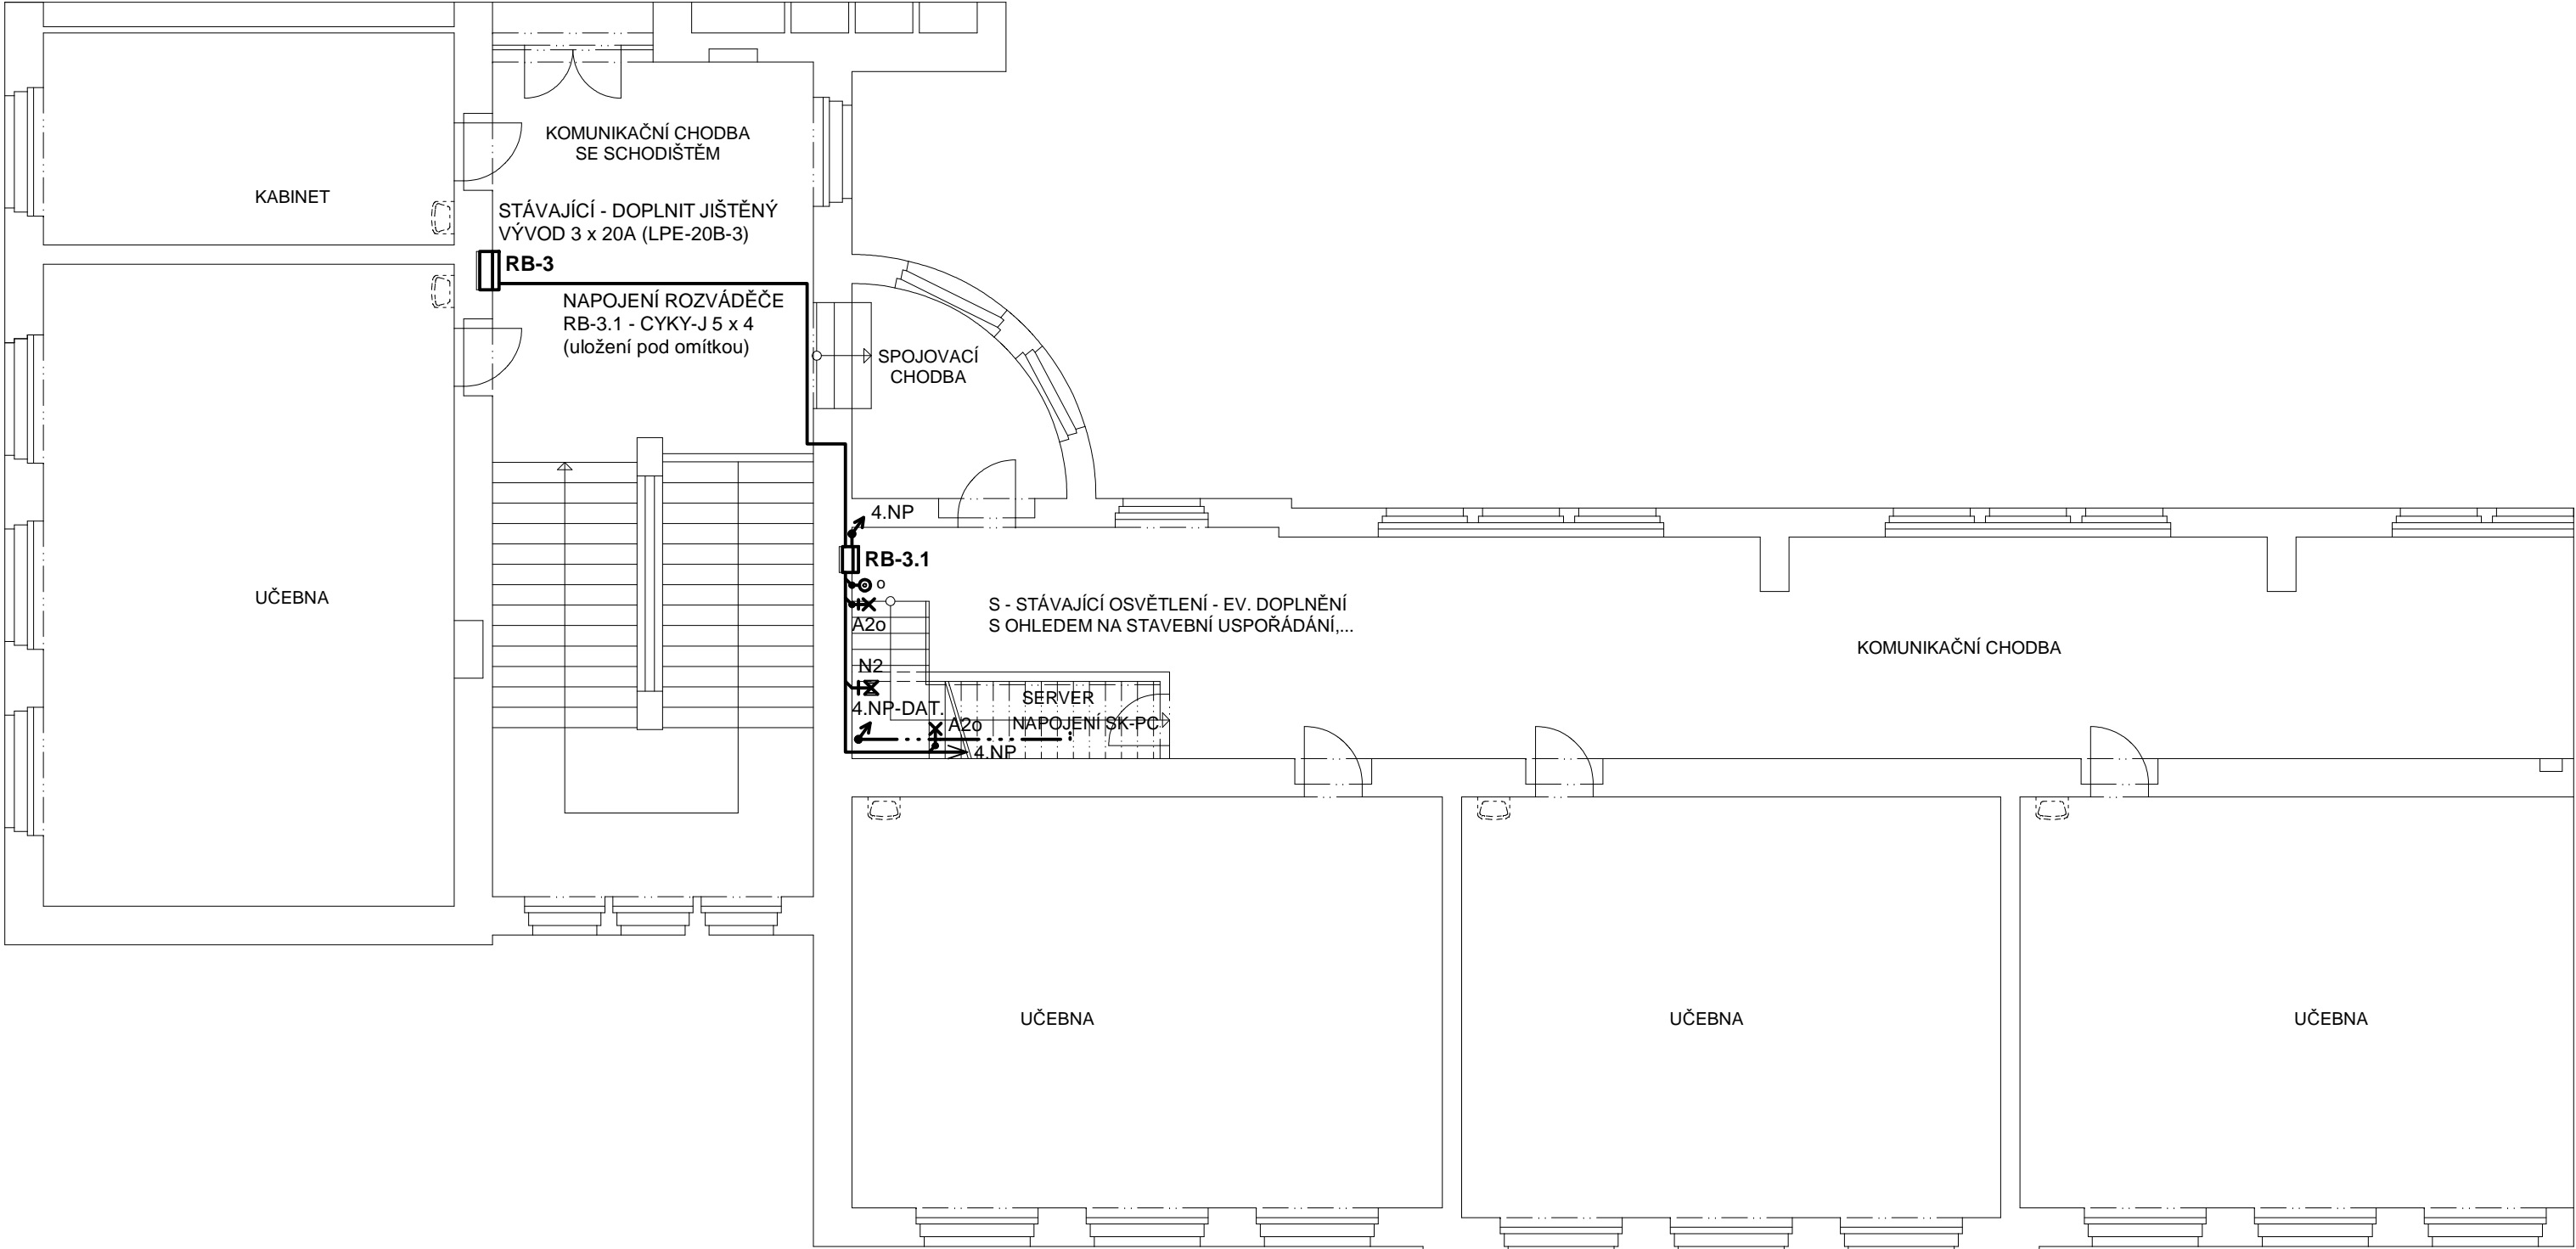 KOMUNIKAČNÍ CHODBA
SE SCHODIŠTĚM
KABINET
STÁVAJÍCÍ - DOPLNIT JIŠTĚNÝ
VÝVOD 3 x 20A (LPE-20B-3)
RB-3
NAPOJENÍ ROZVÁDĚČE
RB-3.1 - CYKY-J 5 x 4
(uložení pod omítkou)
SPOJOVACÍ
CHODBA
4.NP
RB-3.1
o
A2o
UČEBNA
S - STÁVAJÍCÍ OSVĚTLENÍ - EV. DOPLNĚNÍ
S OHLEDEM NA STAVEBNÍ USPOŘÁDÁNÍ,...
KOMUNIKAČNÍ CHODBA
N2
SERVER
4.NP-DAT.
A2o
NAPOJENÍ SK-PC
4.NP
UČEBNA
UČEBNA
UČEBNA